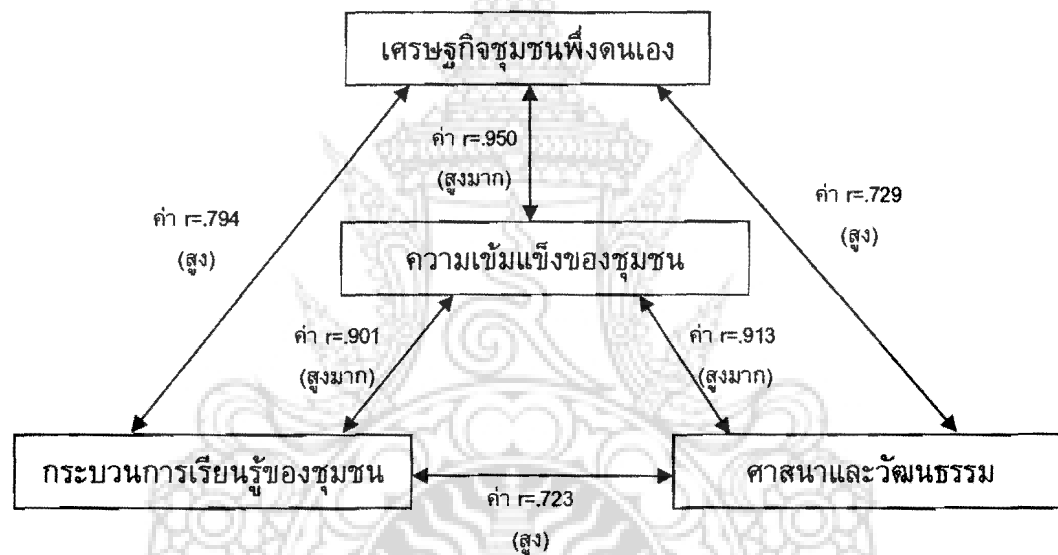 เศรษฐกิจชุมชนพึ่งตนเอง
ค่า r=.950
(สูงมาก)
ค่า r=.794
(สูง)
ค่า r=.729
(สูง)
ความเข้มแข็งของชุมชน
ค่า r=.901
(สูงมาก)
ค่า r=.913
(สูงมาก)
กระบวนการเรียนรู้ของชุมชน
ศาสนาและวัฒนธรรม
ค่า r=.723
(สูง)